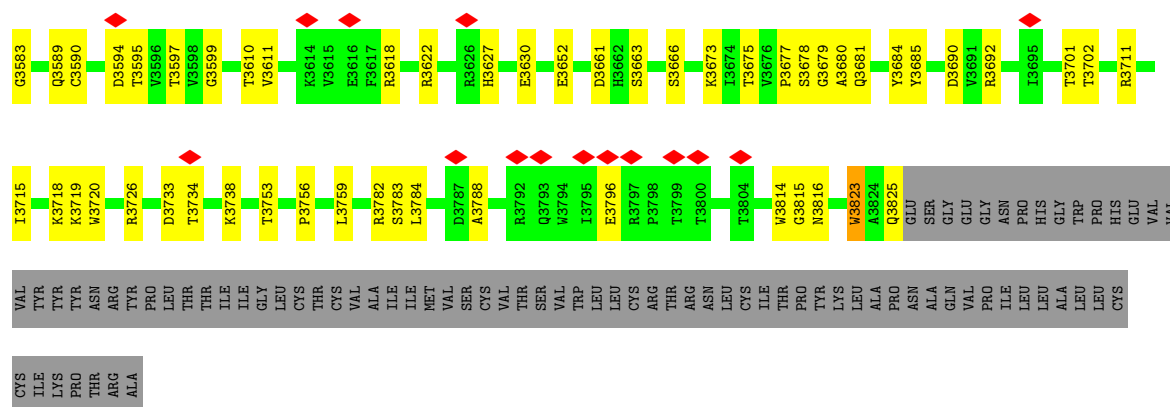 G3583 Q3589 C3590 D3594 T3595 V3596 T3597 V3598 G3599 T3610 V3611 K3614 V3615 E3616 F3617 R3618 R3622 R3626 H3627 E3630 E3652 D3661 H3662 S3663 S3666 K3673 I3674 T3675 V3676 P3677 S3678 G3679 A3680 Q3681 Y3684 Y3685 D3690 V3691 R3692 I3695 T3701 T3702 R3711
I3715 K3718 K3719 W3720 R3726 D3733 T3734 K3738 T3753 P3756 L3759 R3782 S3783 L3784 D3787 A3788 R3792 Q3793 W3794 I3795 E3796 R3797 P3798 T3799 T3800 T3804 W3814 G3815 N3816 W3823 A3824 Q3825 GLU SER GLY GLU GLY ASN PRO HIS GLY TRP PRO HIS GLU VAL VAL
VAL TYR TYR TYR ASN ARG TYR PRO LEU THR THR ILE ILE GLY LEU CYS THR CYS VAL ALA ILE ILE MET VAL SER CYS VAL THR SER VAL TRP LEU LEU CYS ARG THR ARG ASN LEU CYS ILE THR PRO TYR LYS LEU ALA PRO ASN ALA GLN VAL PRO ILE LEU LEU ALA LEU LEU CYS
CYS ILE LYS PRO THR ARG ALA